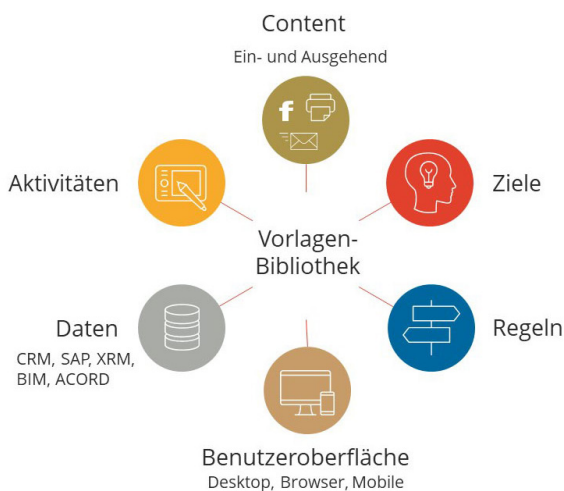 Content
Ein- und Ausgehend
f
Aktivitäten
Ziele
Vorlagen-
Bibliothek
Daten
CRM, SAP, XRM,
BIM, ACORD
Regeln
Benutzeroberfläche
Desktop, Browser, Mobile